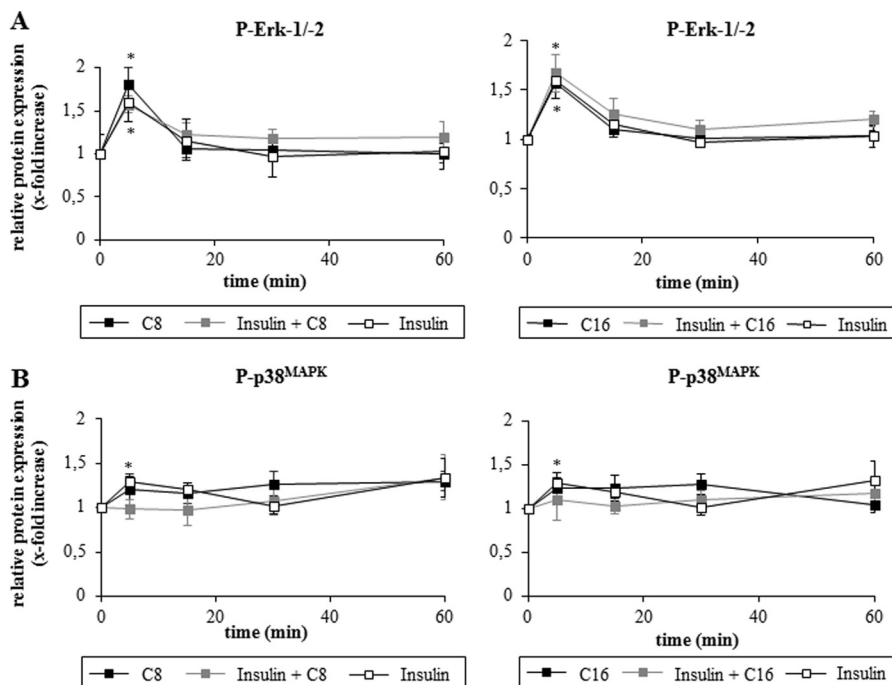 A
P-Erk-1/-2
relative protein expression
(x-fold increase)
2
1,5
1
0,5
0
*
*
0
20
40
60
time (min)
C8
Insulin + C8
Insulin
P-Erk-1/-2
2
1,5
1
0,5
0
*
*
0
20
40
60
time (min)
C16
Insulin + C16
Insulin
B
P-p38MAPK
relative protein expression
(x-fold increase)
2
1,5
1
0,5
0
*
0
20
40
60
time (min)
C8
Insulin + C8
Insulin
P-p38MAPK
2
1,5
1
0,5
0
*
0
20
40
60
time (min)
C16
Insulin + C16
Insulin